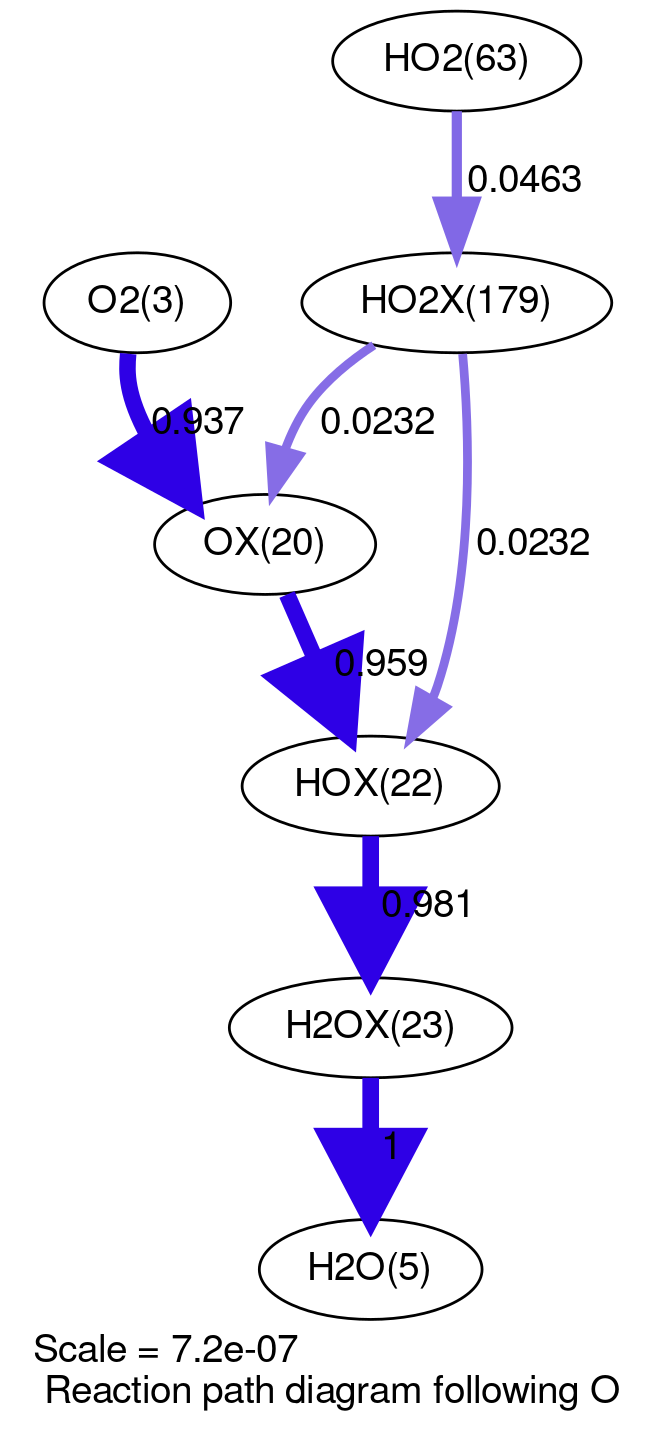 HO2(63)
0.0463
O2(3)
HO2X(179)
0.937
0.0232
OX(20)
0.0232
0.959
HOX(22)
0.981
H2OX(23)
1
H2O(5)
Scale = 7.2e-07
Reaction path diagram following O